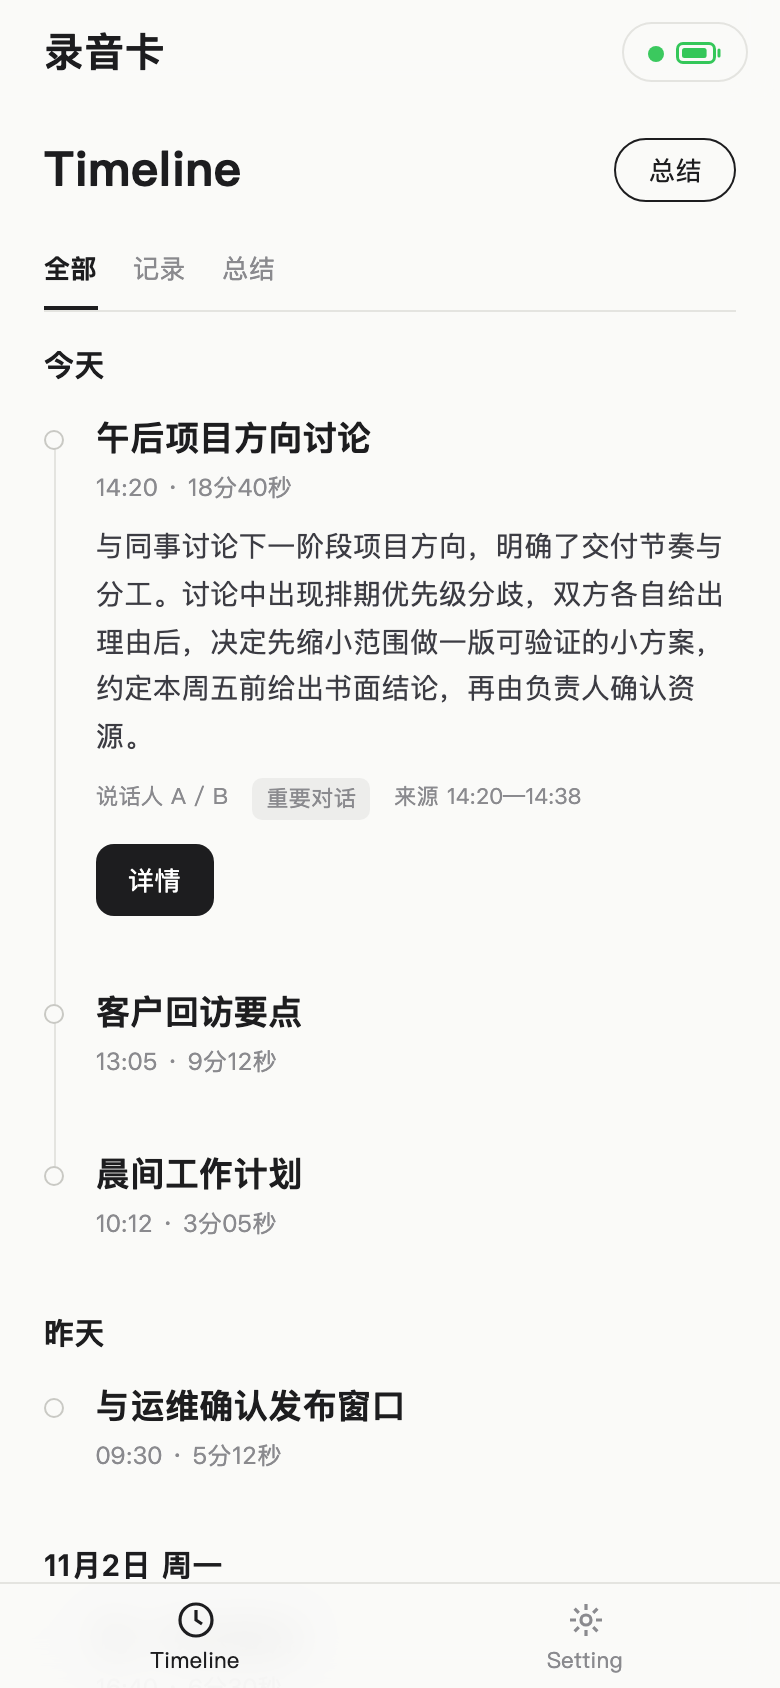 录音卡
Timeline
总结
全部 记录 总结
今天
午后项目方向讨论
14:20 · 18分40秒
与同事讨论下一阶段项目方向，明确了交付节奏与
分工。讨论中出现排期优先级分歧，双方各自给出
理由后，决定先缩小范围做一版可验证的小方案，
约定本周五前给出书面结论，再由负责人确认资
源。
说话人 A / B 重要对话 来源 14:20—14:38
详情
客户回访要点
13:05 · 9分12秒
晨间工作计划
10:12 · 3分05秒
昨天
与运维确认发布窗口
09:30 · 5分12秒
11月2日 周一
Timeline Setting